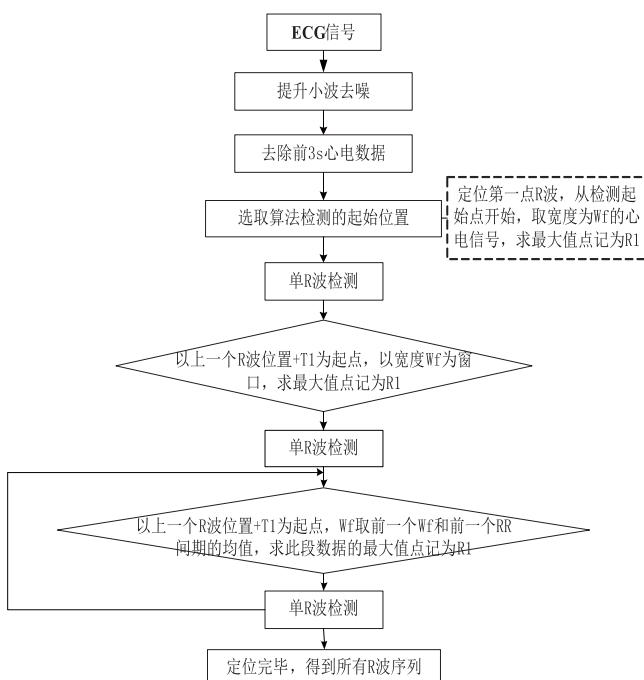 ECG信号
提升小波去噪
去除前3s心电数据
选取算法检测的起始位置
定位第一点R波，从检测起
始点开始，取宽度为Wf的心
电信号，求最大值点记为R1
单R波检测
以上一个R波位置+T1为起点，以宽度Wf为窗
口，求最大值点记为R1
单R波检测
以上一个R波位置+T1为起点，Wf取前一个Wf和前一个RR
间期的均值，求此段数据的最大值点记为R1
单R波检测
定位完毕，得到所有R波序列